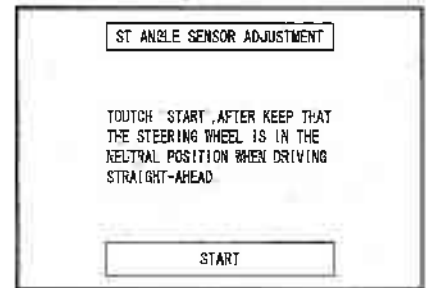 ST ANGLE SENSOR ADJUSTMENT
TOUTCH START ,AFTER KEEP THAT
THE STEERING WHEEL IS IN THE
NEUTRAL POSITION WHEN DRIVING
STRAIGHT-AHEAD
START